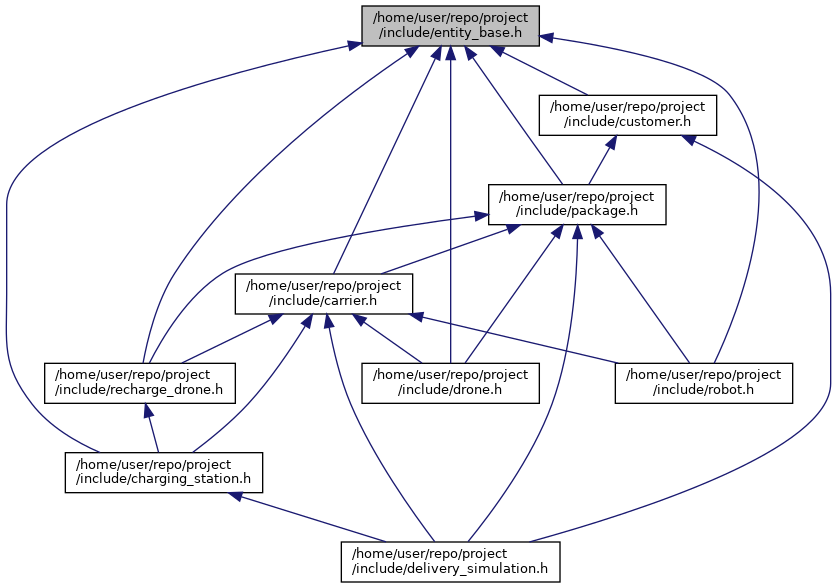 /home/user/repo/project
/include/entity_base.h
/home/user/repo/project
/include/customer.h
/home/user/repo/project
/include/package.h
/home/user/repo/project
/include/carrier.h
/home/user/repo/project
/include/recharge_drone.h
/home/user/repo/project
/include/drone.h
/home/user/repo/project
/include/robot.h
/home/user/repo/project
/include/charging_station.h
/home/user/repo/project
/include/delivery_simulation.h